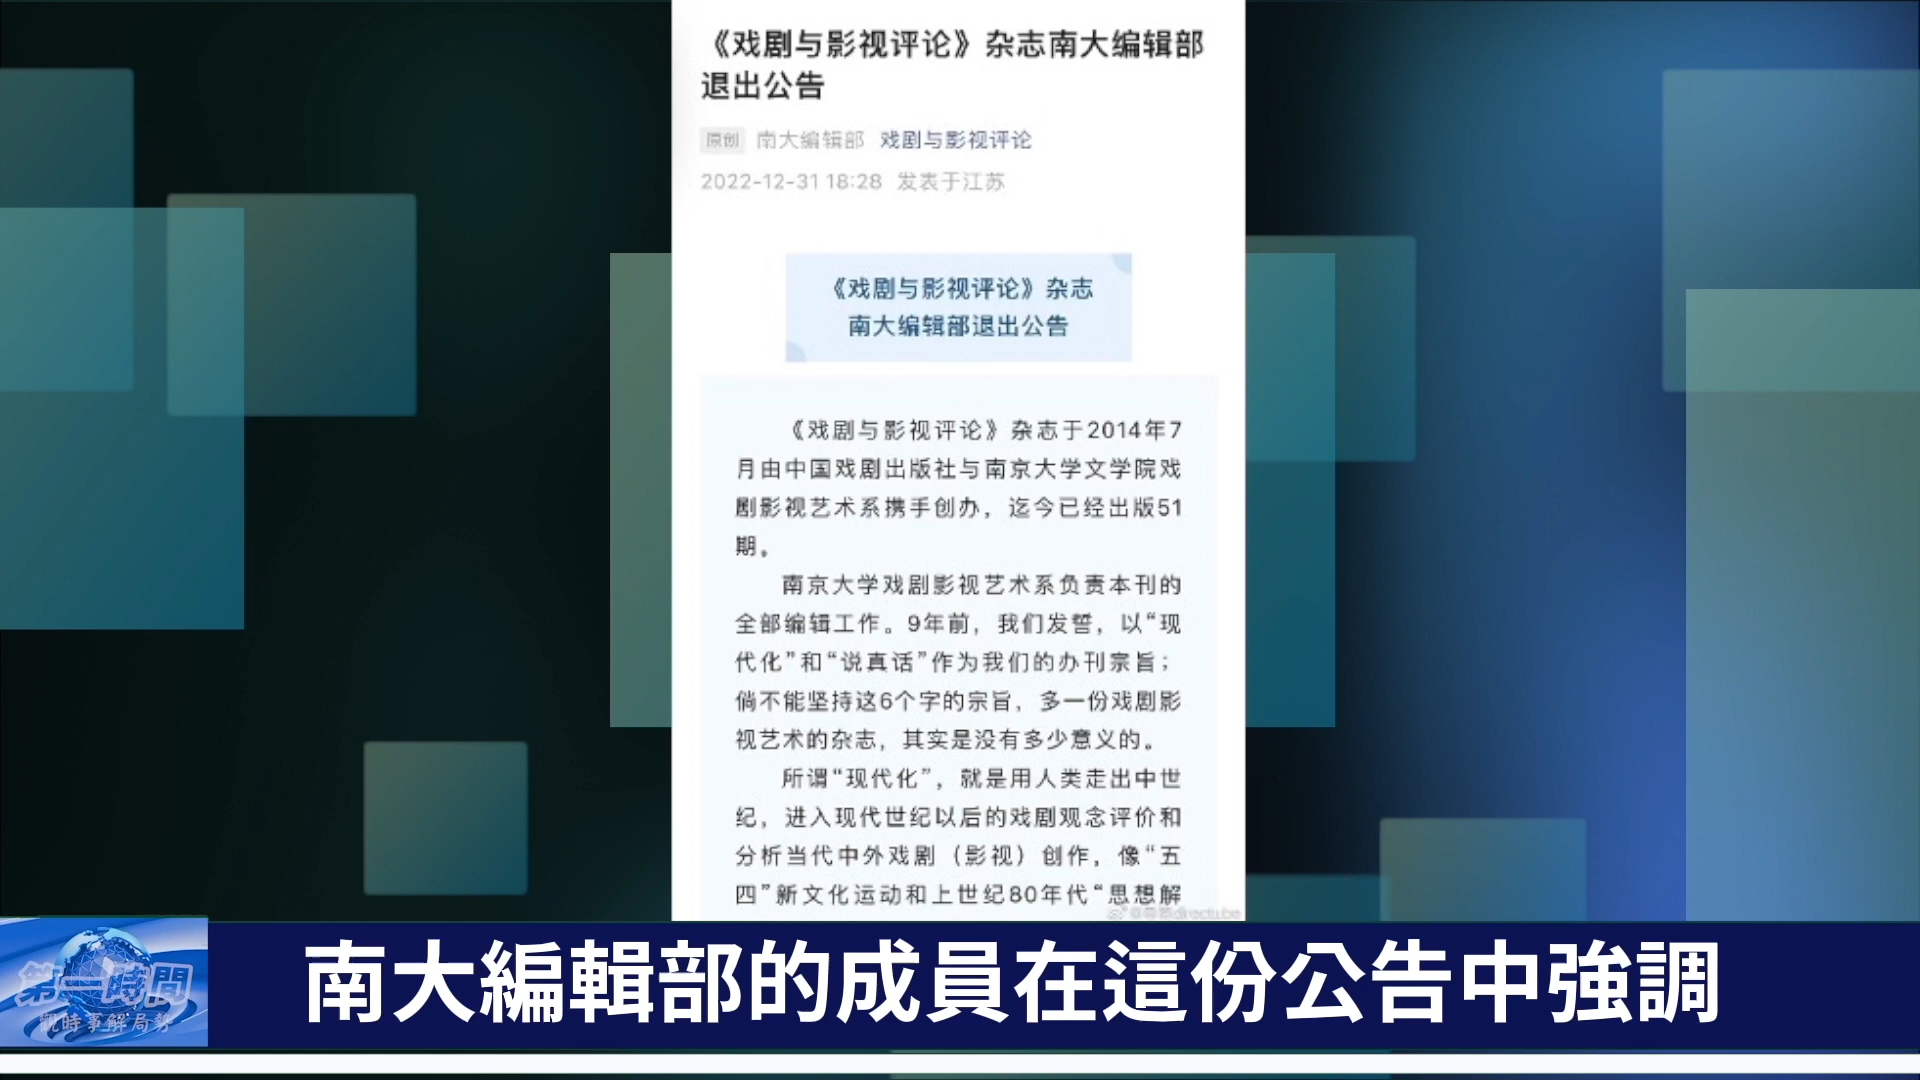 《戏剧与影视评论》杂志南大编辑部
退出公告
原创 南大编辑部 戏剧与影视评论
2022-12-31 18:28 发表于江苏
《戏剧与影视评论》杂志
南大编辑部退出公告
《戏剧与影视评论》杂志于2014年7
月由中国戏剧出版社与南京大学文学院戏
剧影视艺术系携手创办，迄今已经出版51
期。
南京大学戏剧影视艺术系负责本刊的
全部编辑工作。9年前，我们发誓，以“现
代化”和“说真话”作为我们的办刊宗旨；
倘不能坚持这6个字的宗旨，多一份戏剧影
视艺术的杂志，其实是没有多少意义的。
所谓“现代化”，就是用人类走出中世
纪，进入现代世纪以后的戏剧观念评价和
分析当代中外戏剧（影视）创作，像“五
四”新文化运动和上世纪80年代“思想解
第一時間
觀時事解局勢
南大編輯部的成員在這份公告中強調